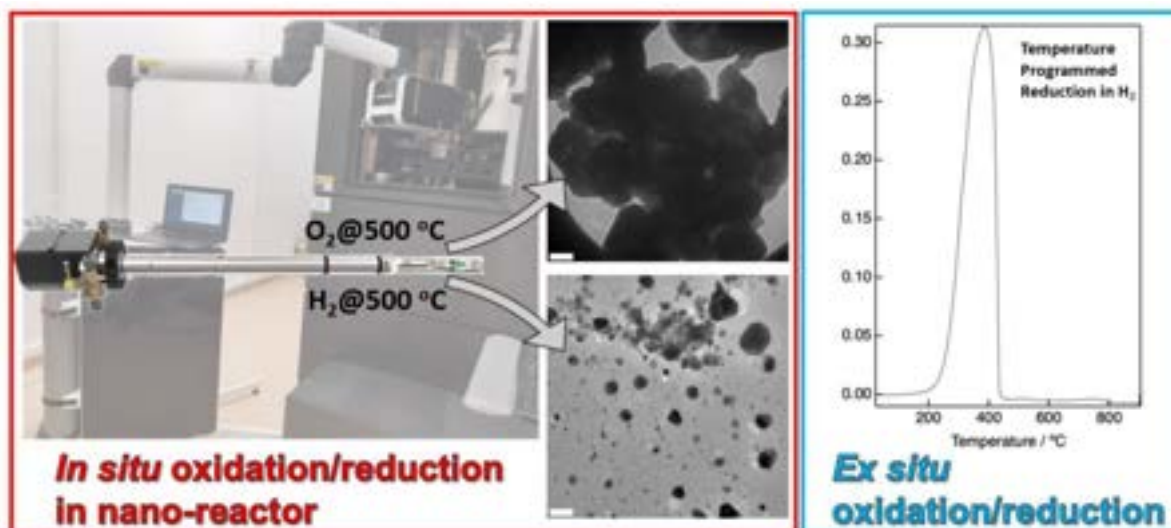 O₂@500 °C
H₂@500 °C
In situ oxidation/reduction
in nano-reactor
Temperature
Programmed
Reduction in H₂
0.30
0.25
0.20
0.15
0.10
0.05
0.00
200 400 600 800
Temperature / °C
Ex situ
oxidation/reduction